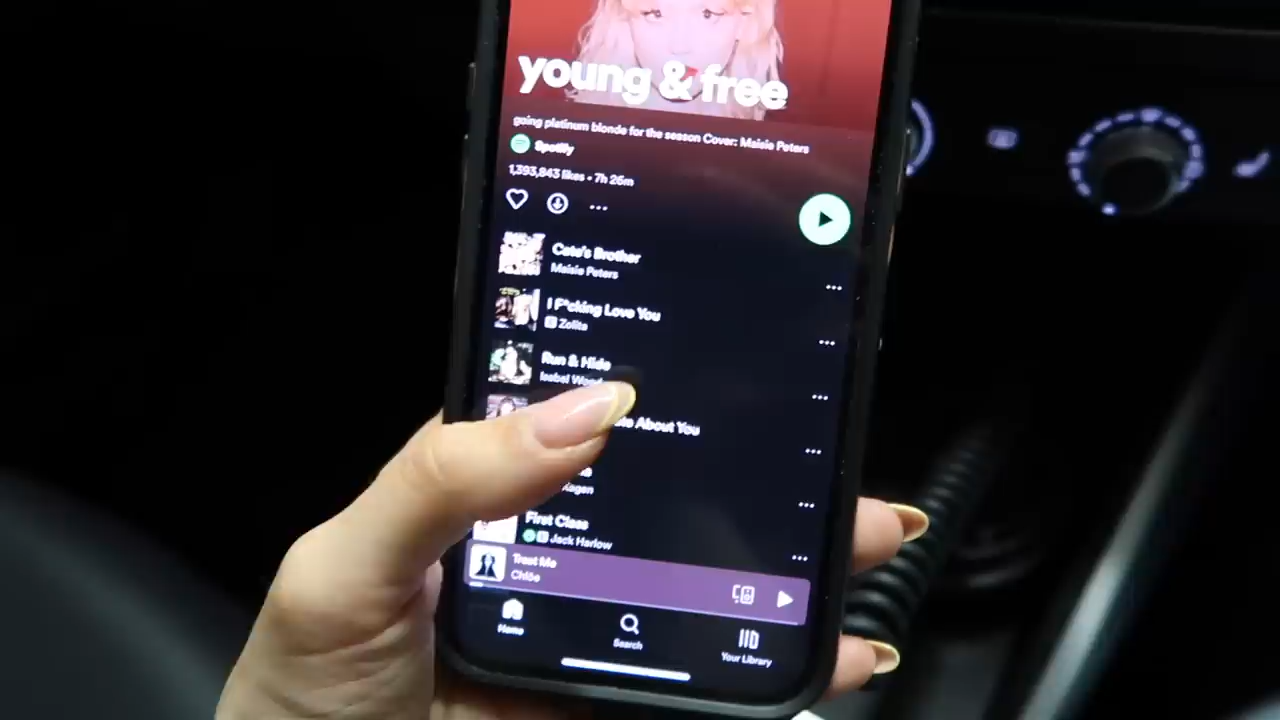 young & free
going platinum blonde for the season Cover: Maisie Peters
Spotify
1,393,843 likes • 7h 26m
Cate's Brother
Maisie Peters
I F*cking Love You
E Zolita
Run & Hide
Isabel
About You
First Class
E Jack Harlow
Treat Me
Chlöe
Home
Search
Your Library